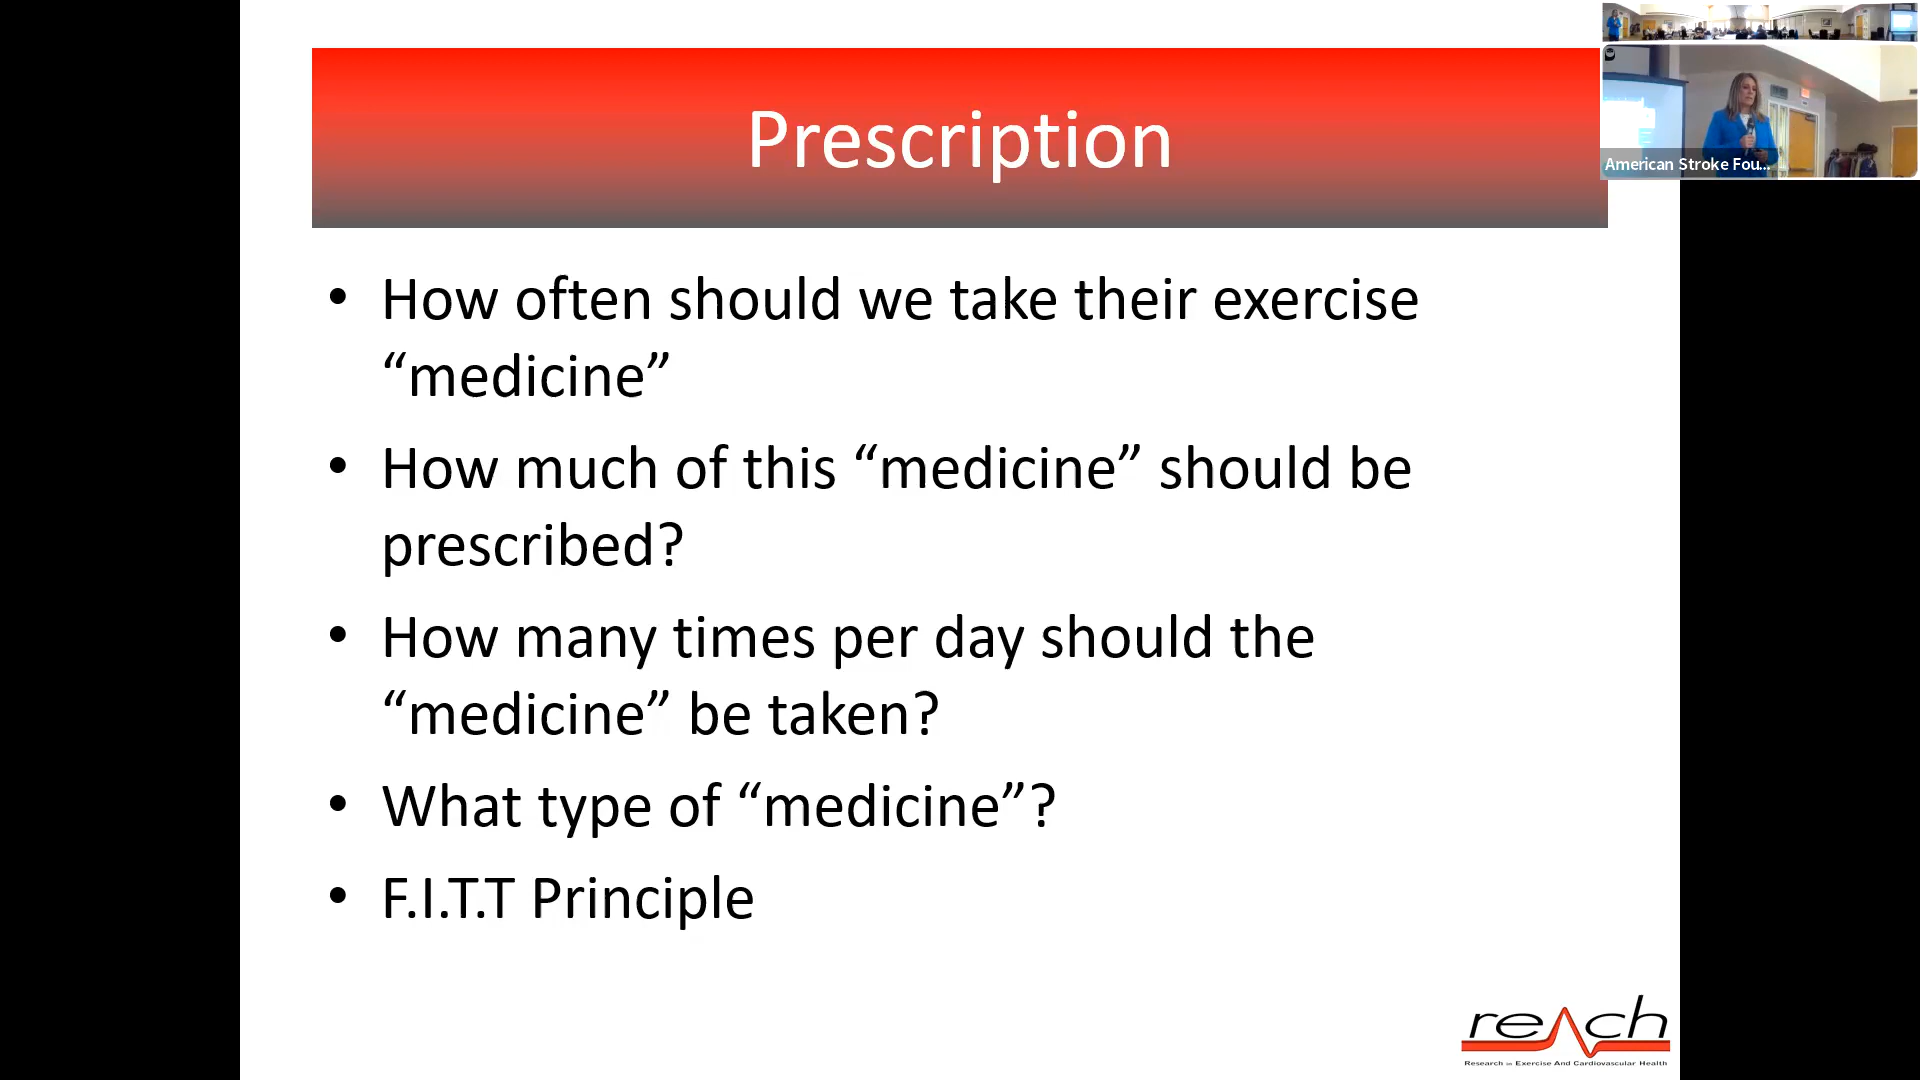 Prescription
• How often should we take their exercise
“medicine”
• How much of this “medicine” should be
prescribed?
• How many times per day should the
“medicine” be taken?
• What type of “medicine”?
• F.I.T.T Principle
American Stroke Fou...
reach
Research in Exercise And Cardiovascular Health